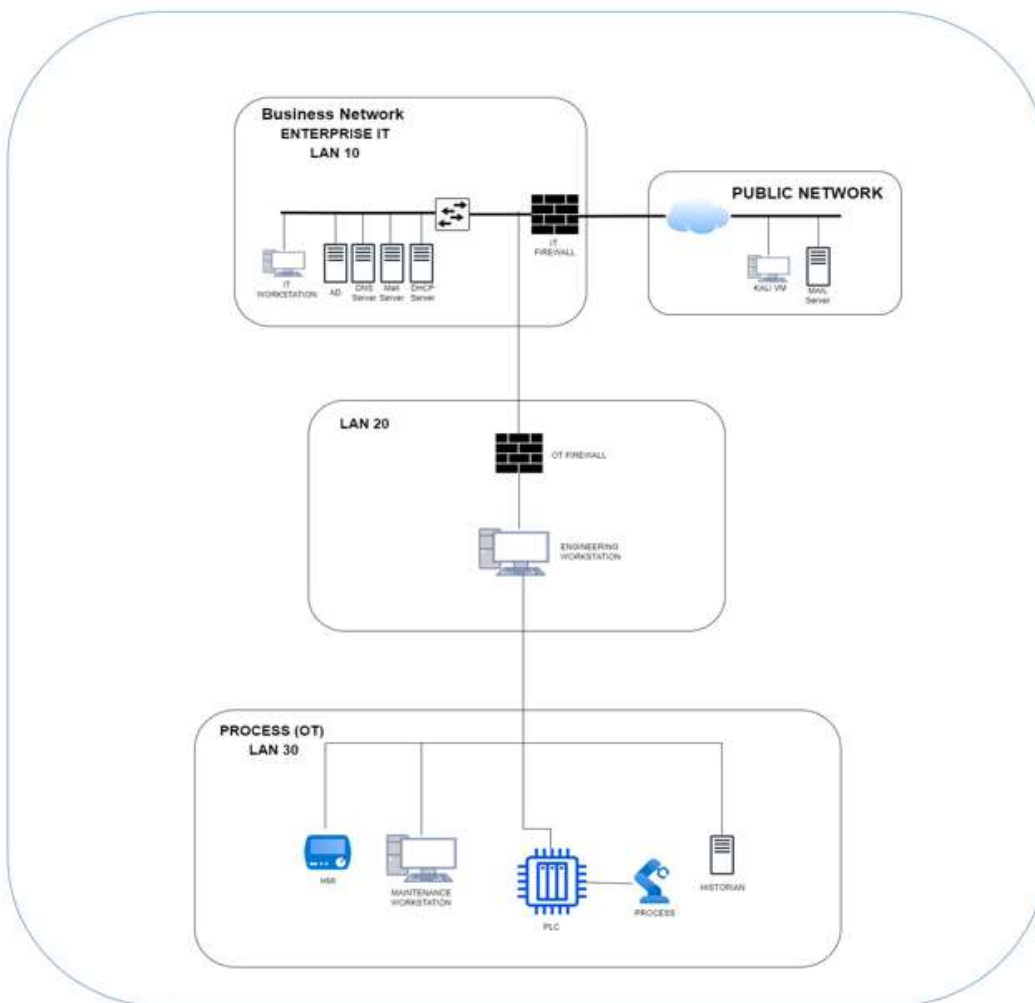 Business Network
ENTERPRISE IT
LAN 10
IT
FIREWALL
IT
WORKSTATION
AD
DNS
Server
Mail
Server
DHCP
Server
PUBLIC NETWORK
KALI VM
MAIL
Server
LAN 20
OT FIREWALL
ENGINEERING
WORKSTATION
PROCESS (OT)
LAN 30
HMI
MAINTENANCE
WORKSTATION
PLC
PROCESS
HISTORIAN